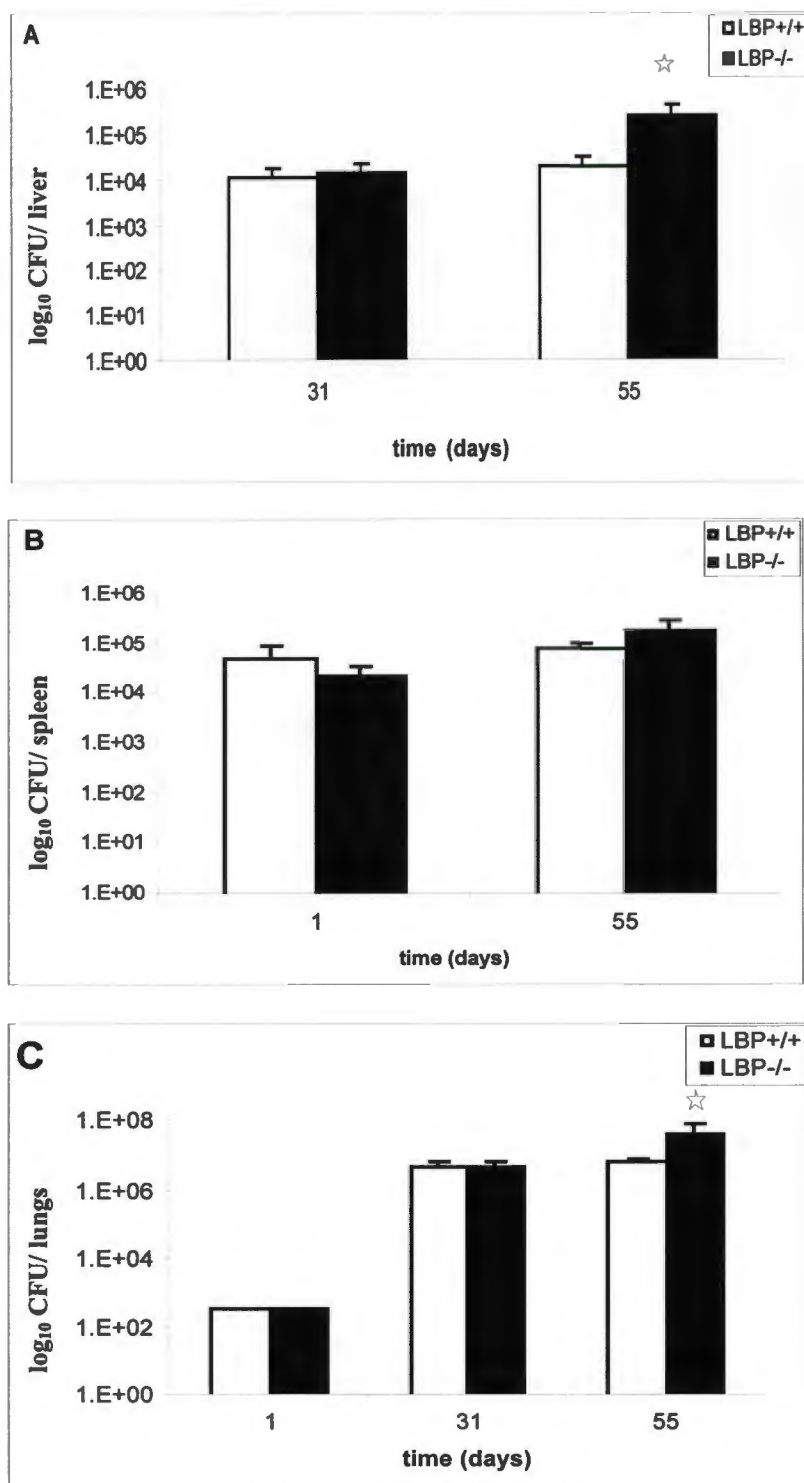 A
LBP+/+
LBP-/-
☆
1.E+06
1.E+05
1.E+04
1.E+03
1.E+02
1.E+01
1.E+00
log10 CFU/ liver
31 55
time (days)
B
LBP+/+
LBP-/-
1.E+06
1.E+05
1.E+04
1.E+03
1.E+02
1.E+01
1.E+00
log10 CFU/ spleen
1 55
time (days)
C
LBP+/+
LBP-/-
☆
1.E+08
1.E+06
1.E+04
1.E+02
1.E+00
log10 CFU/ lungs
1 31 55
time (days)